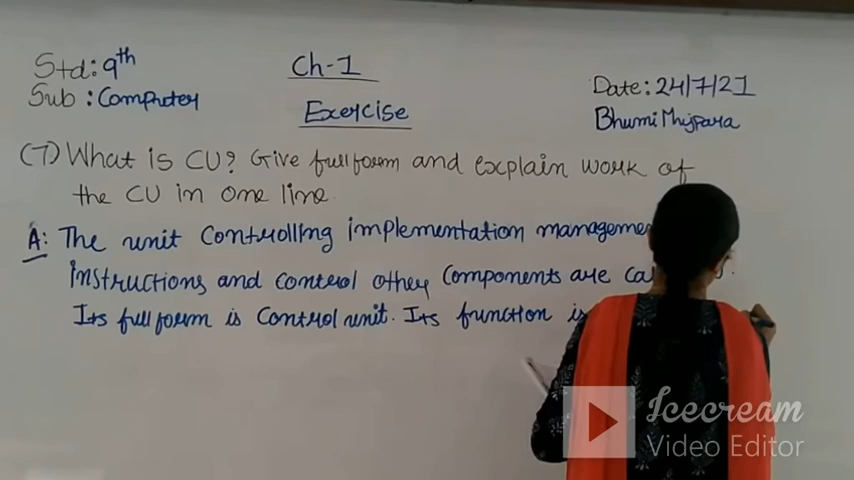 Std: 9th
Sub: Computer
Ch-1
Exercise
Date: 24/7/21
Bhumi
(7) What is CU? Give full form and explain work of
the CU in one line
A: The unit controlling implementation
instructions and control other components are
Its full form is Control unit. Its function is
Icecream
Video Editor